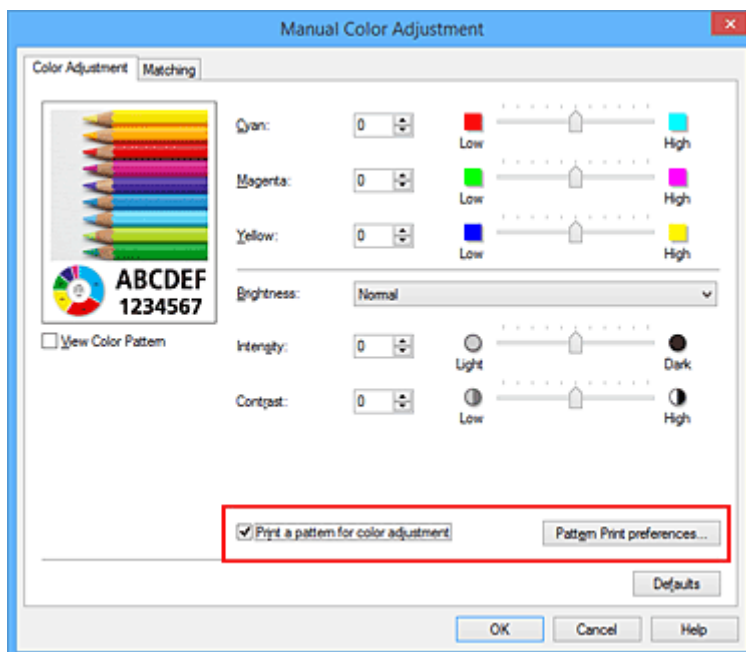 Manual Color Adjustment
Color Adjustment Matching
Cyan: 0 Low High
Magenta: 0 Low High
Yellow: 0 Low High
ABCDEF
1234567
View Color Pattern
Brightness: Normal
Intensity: 0 Light Dark
Contrast: 0 Low High
Print a pattern for color adjustment Pattern Print preferences...
Defaults
OK Cancel Help